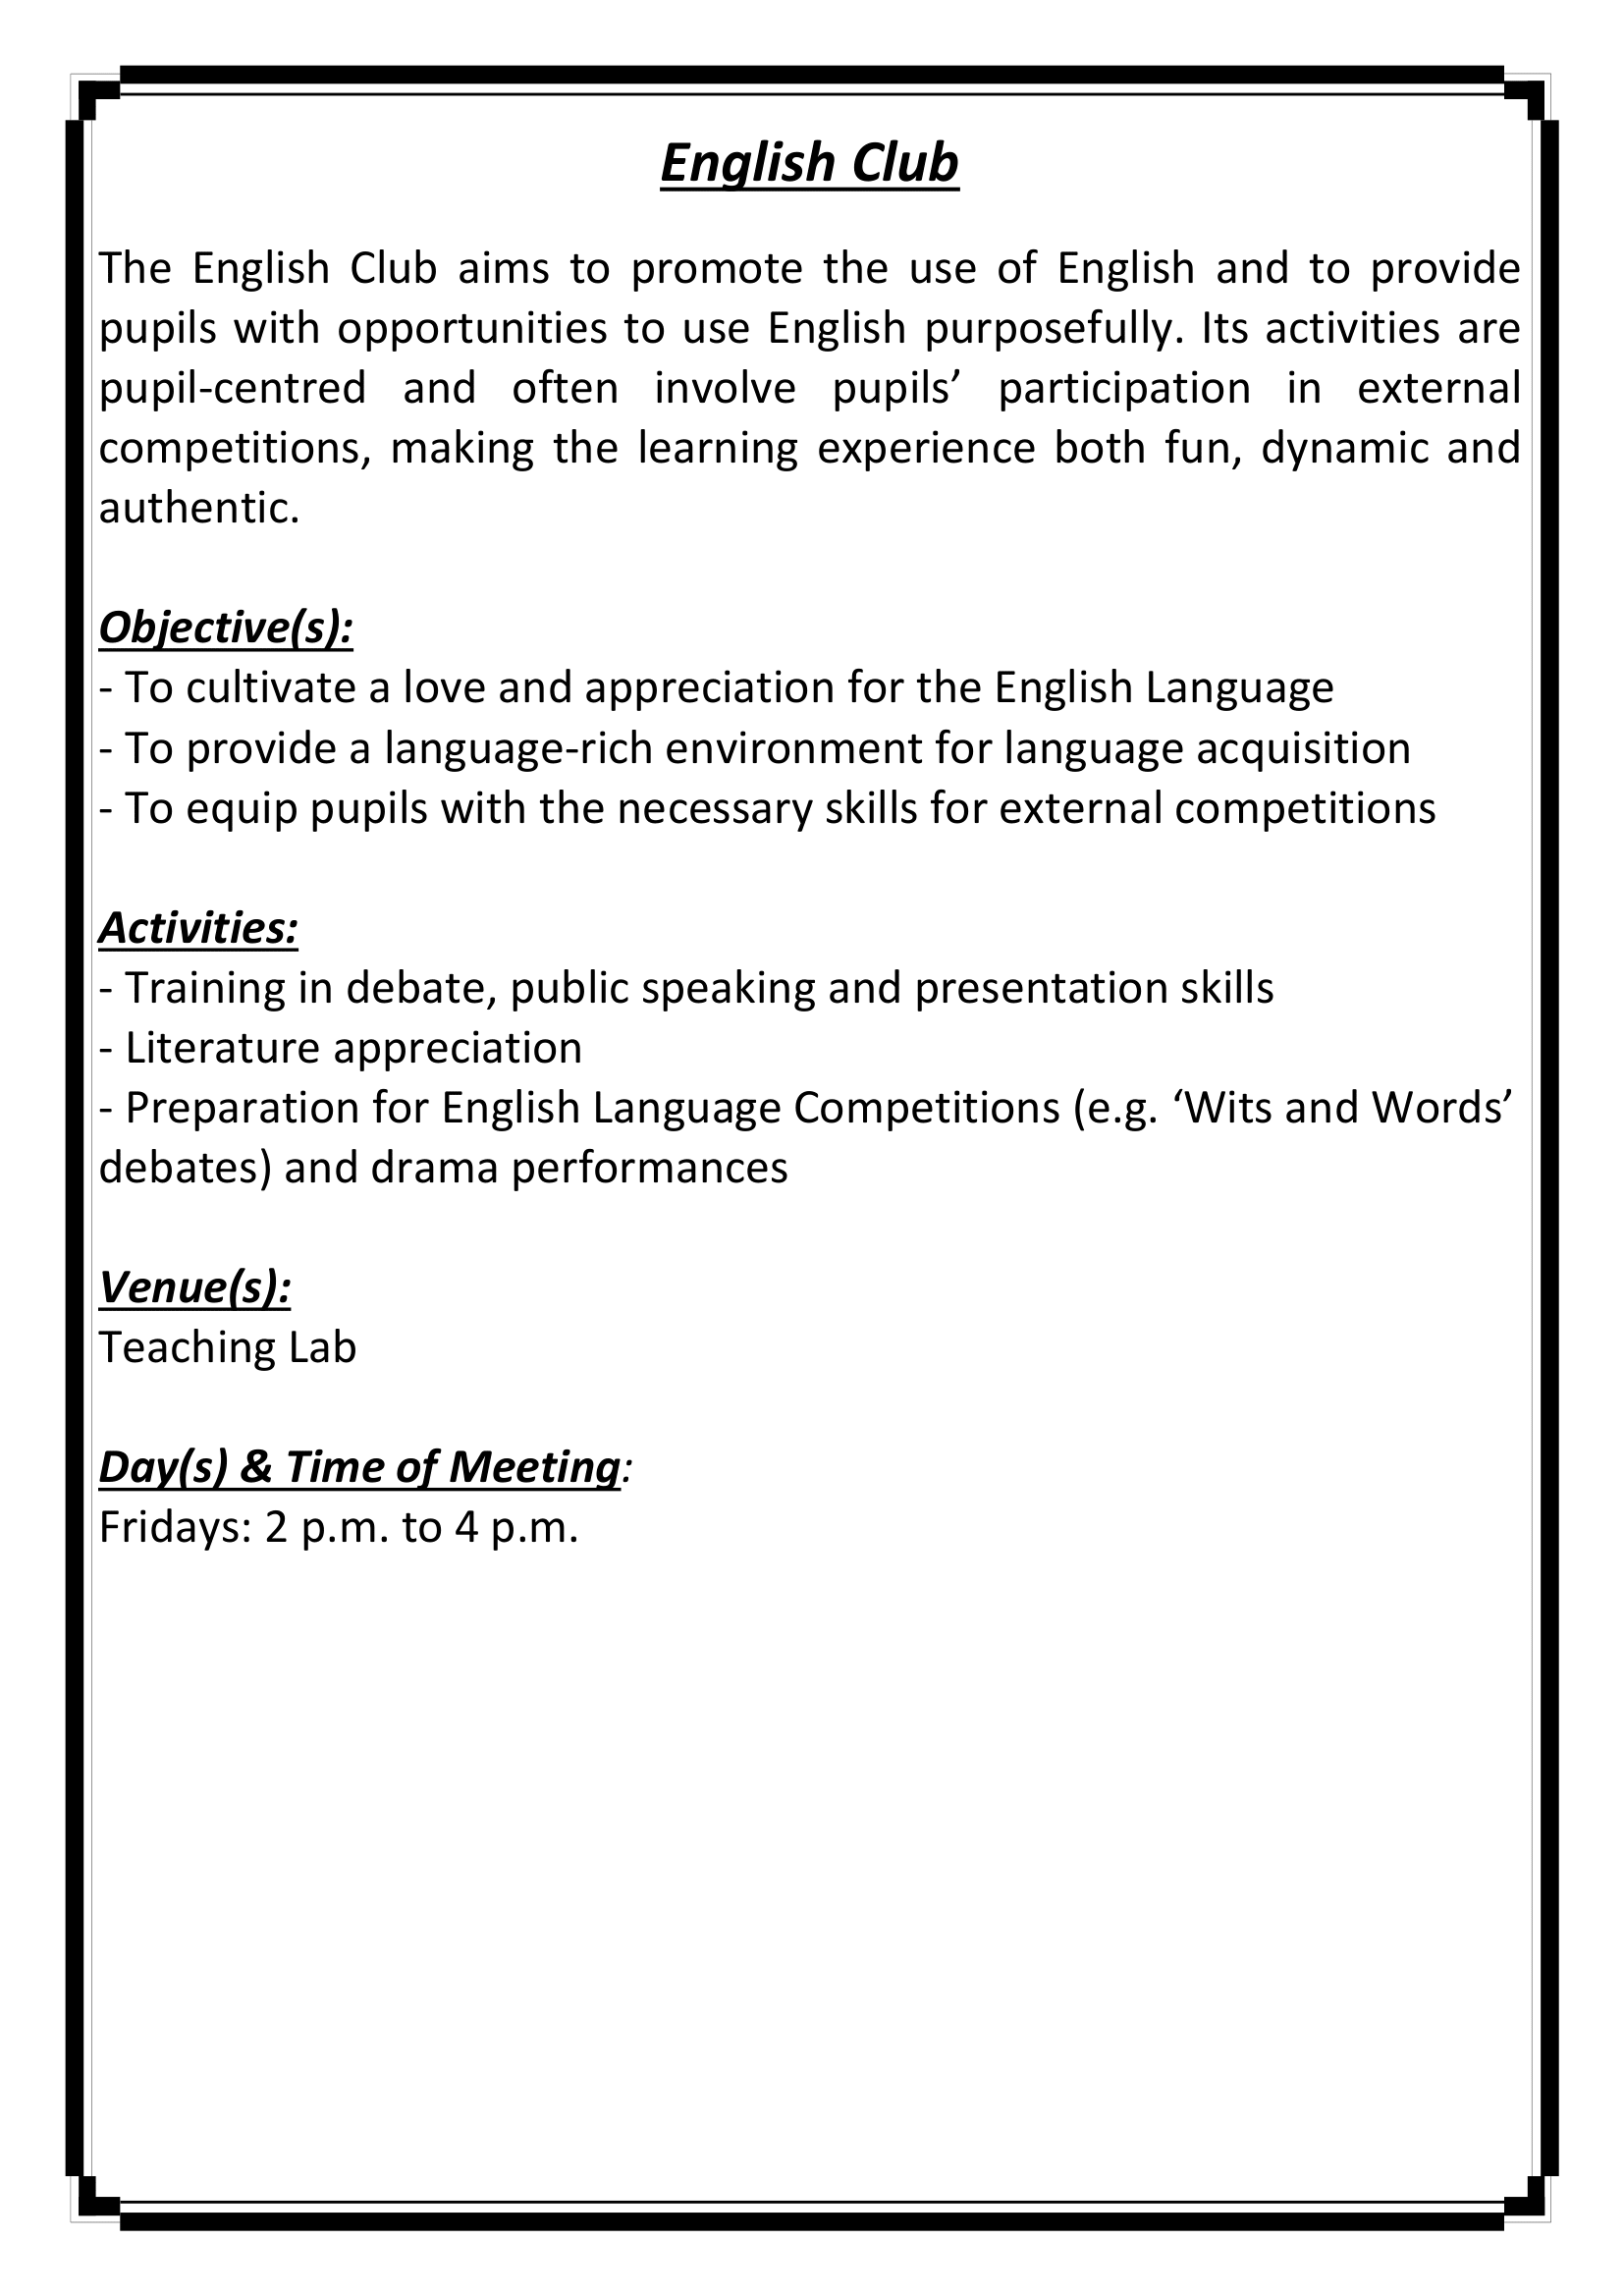 English Club
The English Club aims to promote the use of English and to provide
pupils with opportunities to use English purposefully. Its activities are
pupil-centred and often involve pupils’ participation in external
competitions, making the learning experience both fun, dynamic and
authentic.
Objective(s):
- To cultivate a love and appreciation for the English Language
- To provide a language-rich environment for language acquisition
- To equip pupils with the necessary skills for external competitions
Activities:
- Training in debate, public speaking and presentation skills
- Literature appreciation
- Preparation for English Language Competitions (e.g. ‘Wits and Words’
debates) and drama performances
Venue(s):
Teaching Lab
Day(s) & Time of Meeting:
Fridays: 2 p.m. to 4 p.m.